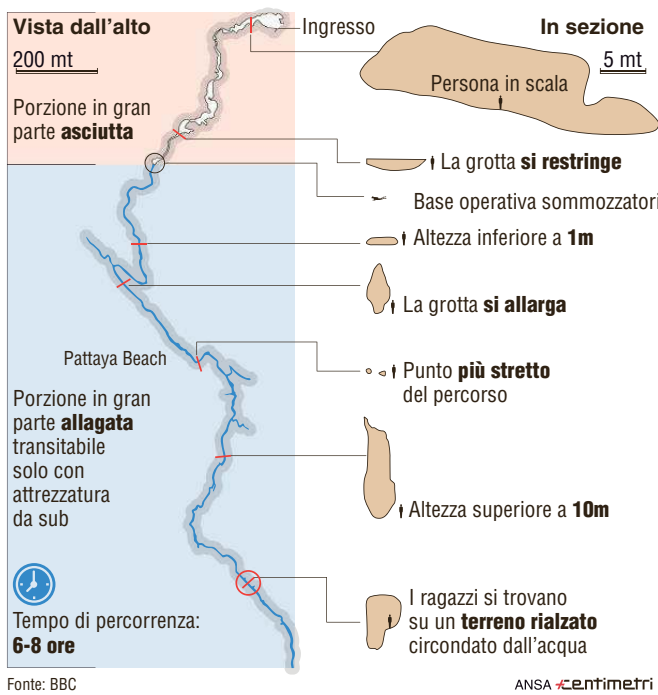 Vista dall'alto
200 mt
Ingresso
In sezione
5 mt
Persona in scala
Porzione in gran
parte asciutta
La grotta si restringe
Base operativa sommozzatori
Altezza inferiore a 1m
La grotta si allarga
Pattaya Beach
Punto più stretto
del percorso
Porzione in gran
parte allagata
transitabile
solo con
attrezzatura
da sub
Altezza superiore a 10m
Tempo di percorrenza:
6-8 ore
I ragazzi si trovano
su un terreno rialzato
circondato dall'acqua
Fonte: BBC
ANSA centimetri